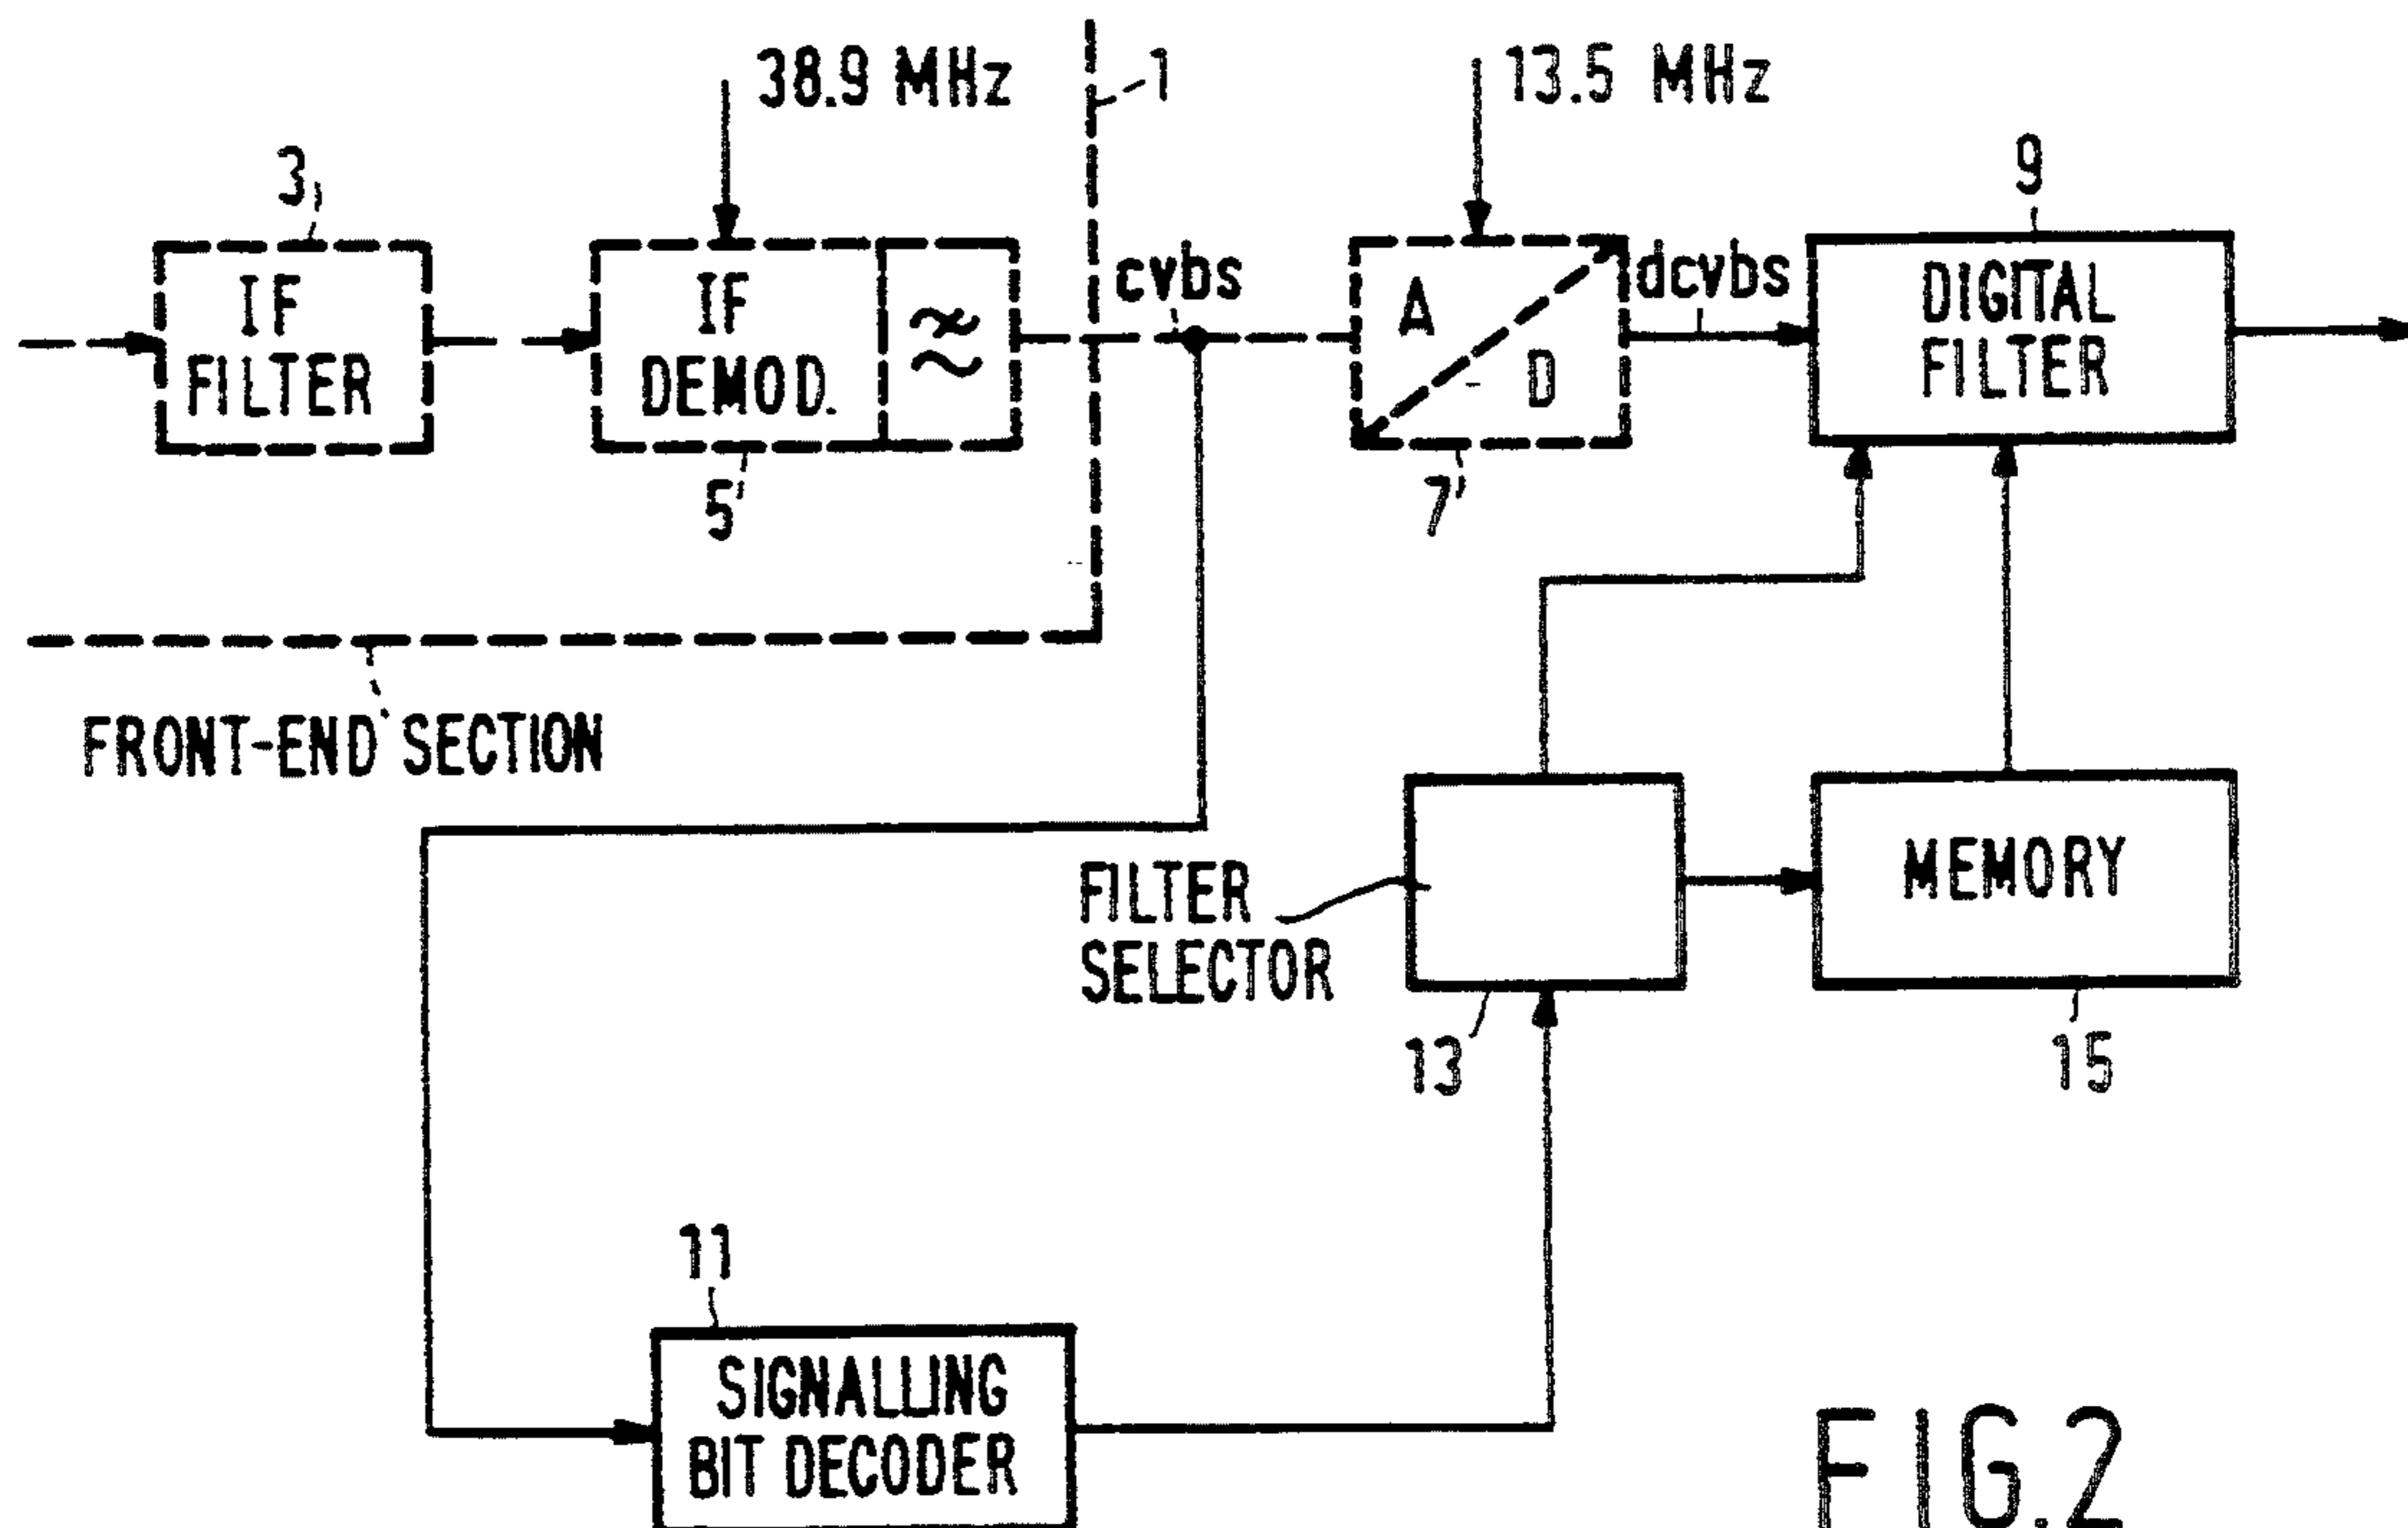 38.9 MHz
1
13.5 MHz
3
9
IF
FILTER
IF
DEMOD.
≈
cvbs
A
D
dcvbs
DIGITAL
FILTER
5
7
FRONT-END SECTION
FILTER
SELECTOR
MEMORY
13
15
11
SIGNALLING
BIT DECODER
FIG.2